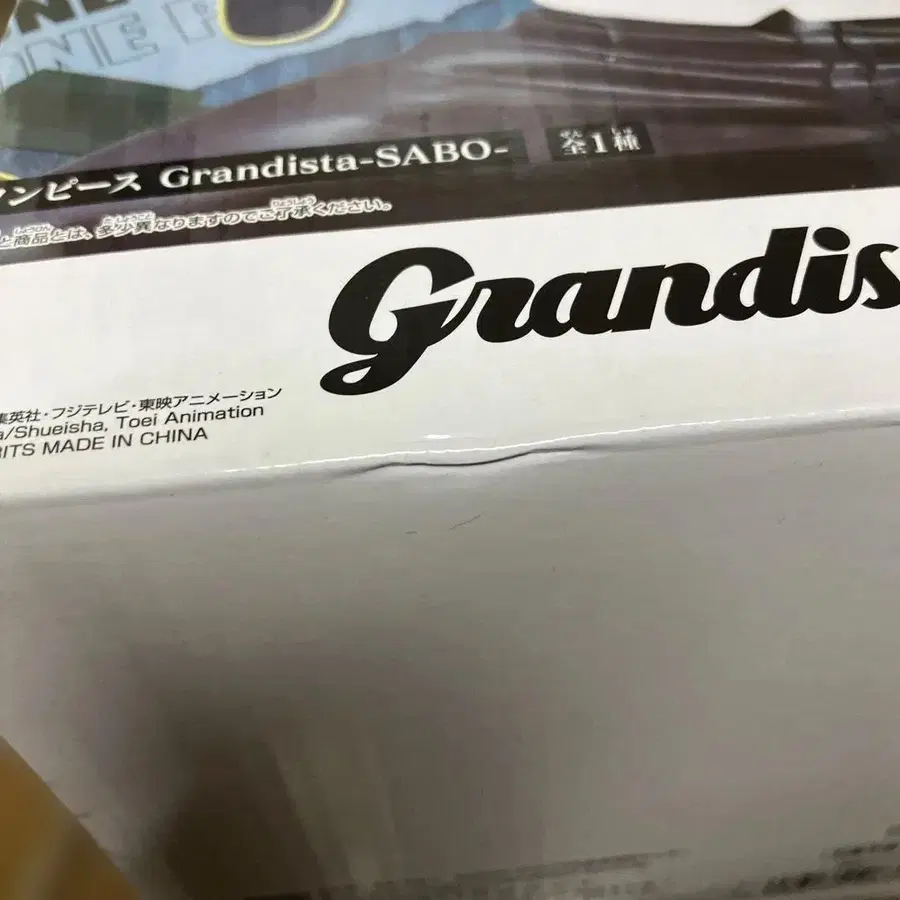 ONE
ONE P
ンピース Grandista-SABO- 全1種
と商品とは、多少異なりますのでご了承ください。
Grandis
集英社・フジテレビ・東映アニメーション
a/Shueisha, Toei Animation
RITS MADE IN CHINA